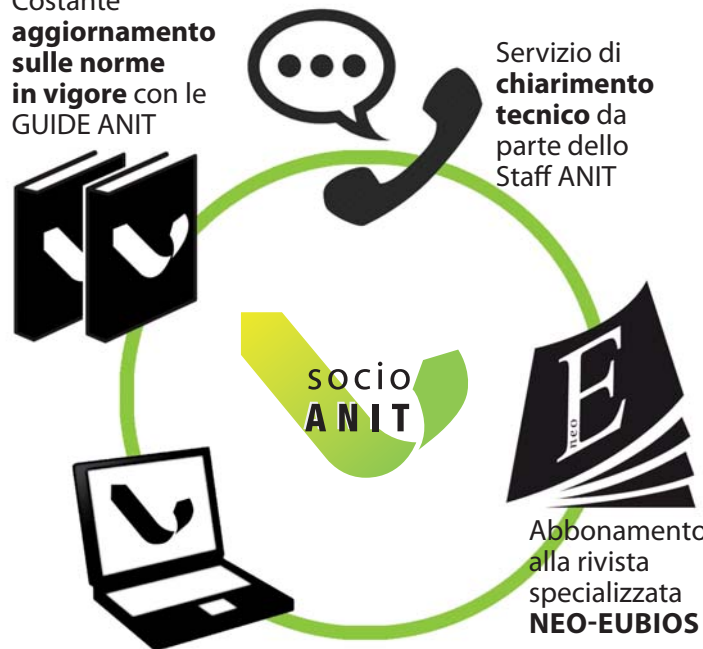 Costante
aggiornamento
sulle norme
in vigore con le
GUIDE ANIT
Servizio di
chiarimento
tecnico da
parte dello
Staff ANIT
socio
ANIT
E
neo
Abbonamento
alla rivista
specializzata
NEO-EUBIOS